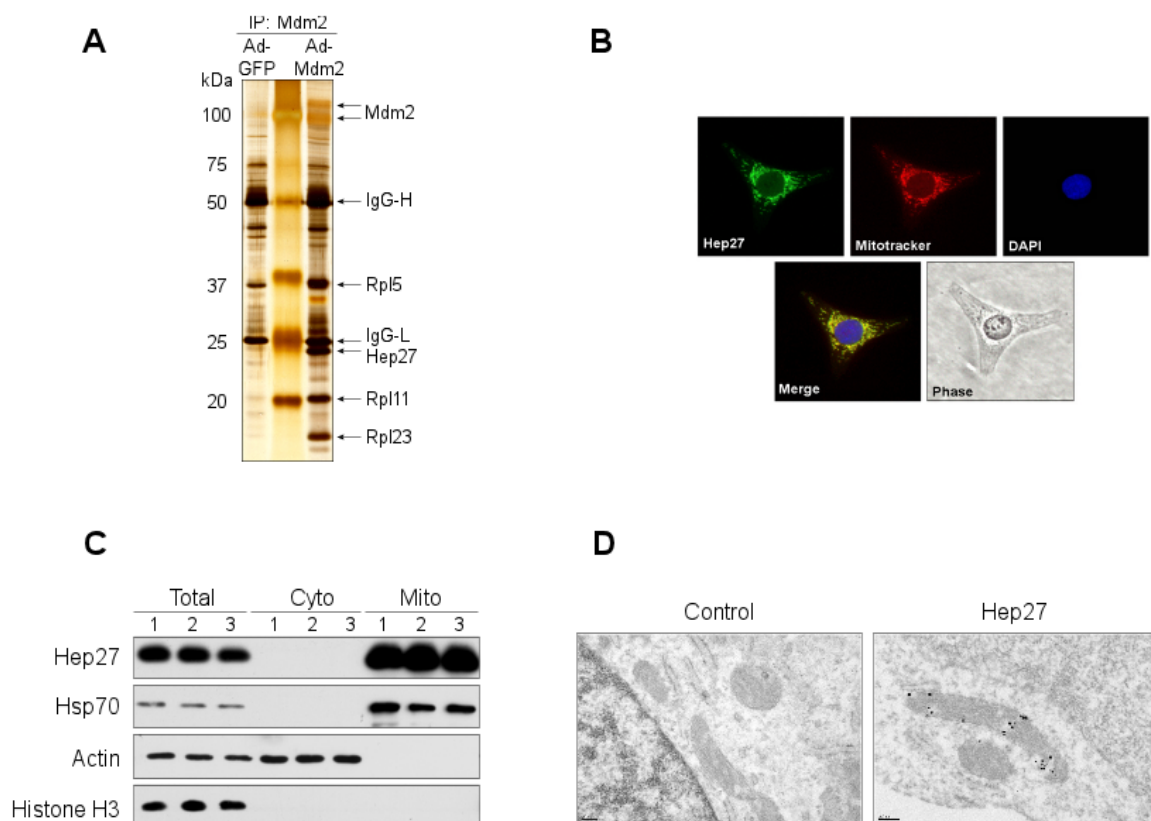 A
IP: Mdm2
Ad-GFP Ad-Mdm2
kDa
100
75
50
37
25
20
Mdm2
IgG-H
Rpl5
IgG-L
Hep27
Rpl11
Rpl23
B
Hep27 Mitotracker DAPI
Merge Phase
C
Total Cyto Mito
1 2 3 1 2 3 1 2 3
Hep27
Hsp70
Actin
Histone H3
D
Control Hep27